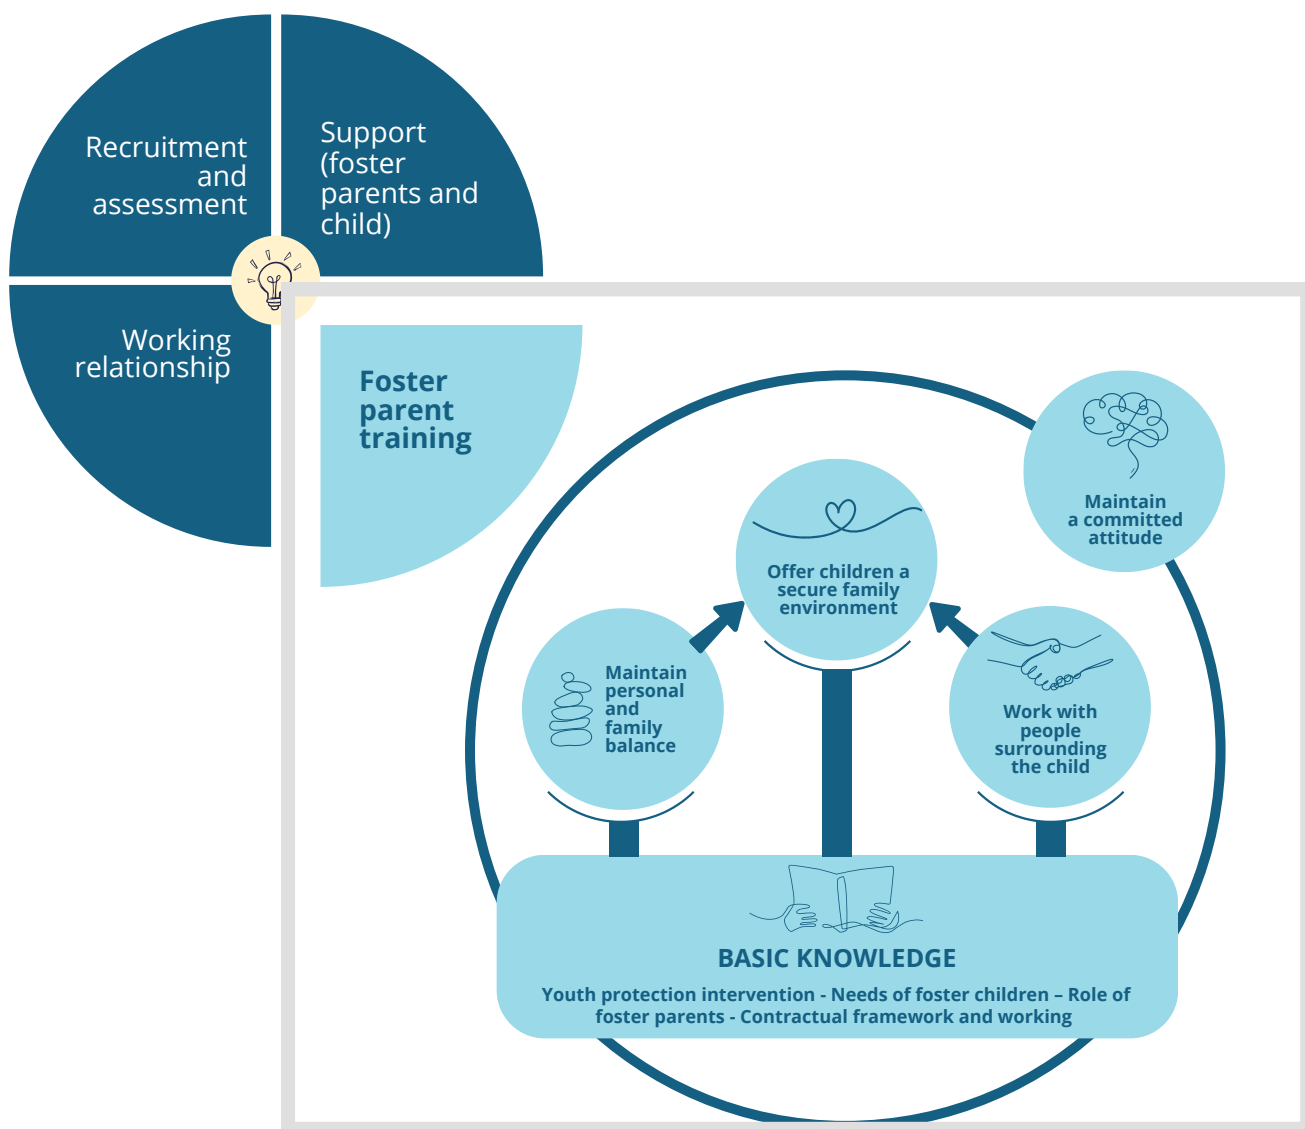 Recruitment
and
assessment
Support
(foster
parents and
child)
Working
relationship
Foster
parent
training
Maintain
a committed
attitude
Offer children a
secure family
environment
Maintain
personal
and
family
balance
Work with
people
surrounding
the child
BASIC KNOWLEDGE
Youth protection intervention - Needs of foster children – Role of
foster parents - Contractual framework and working